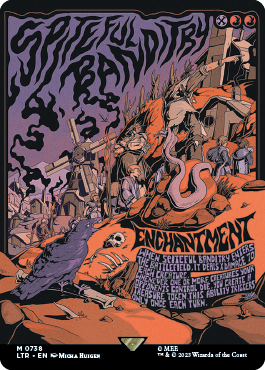 SPITEFUL
BANDITRY
X
ENCHANTMENT
WHEN SPITEFUL BANDITRY ENTERS
THE BATTLEFIELD, IT DEALS X DAMAGE TO
EACH CREATURE.
WHENEVER ONE OR MORE CREATURES YOUR
OPPONENTS CONTROL DIE, YOU CREATE A
TREASURE TOKEN. THIS ABILITY TRIGGERS
ONLY ONCE EACH TURN.
M 0738
LTR • EN MICHA HUIGEN
© MEE
™ & © 2023 Wizards of the Coast